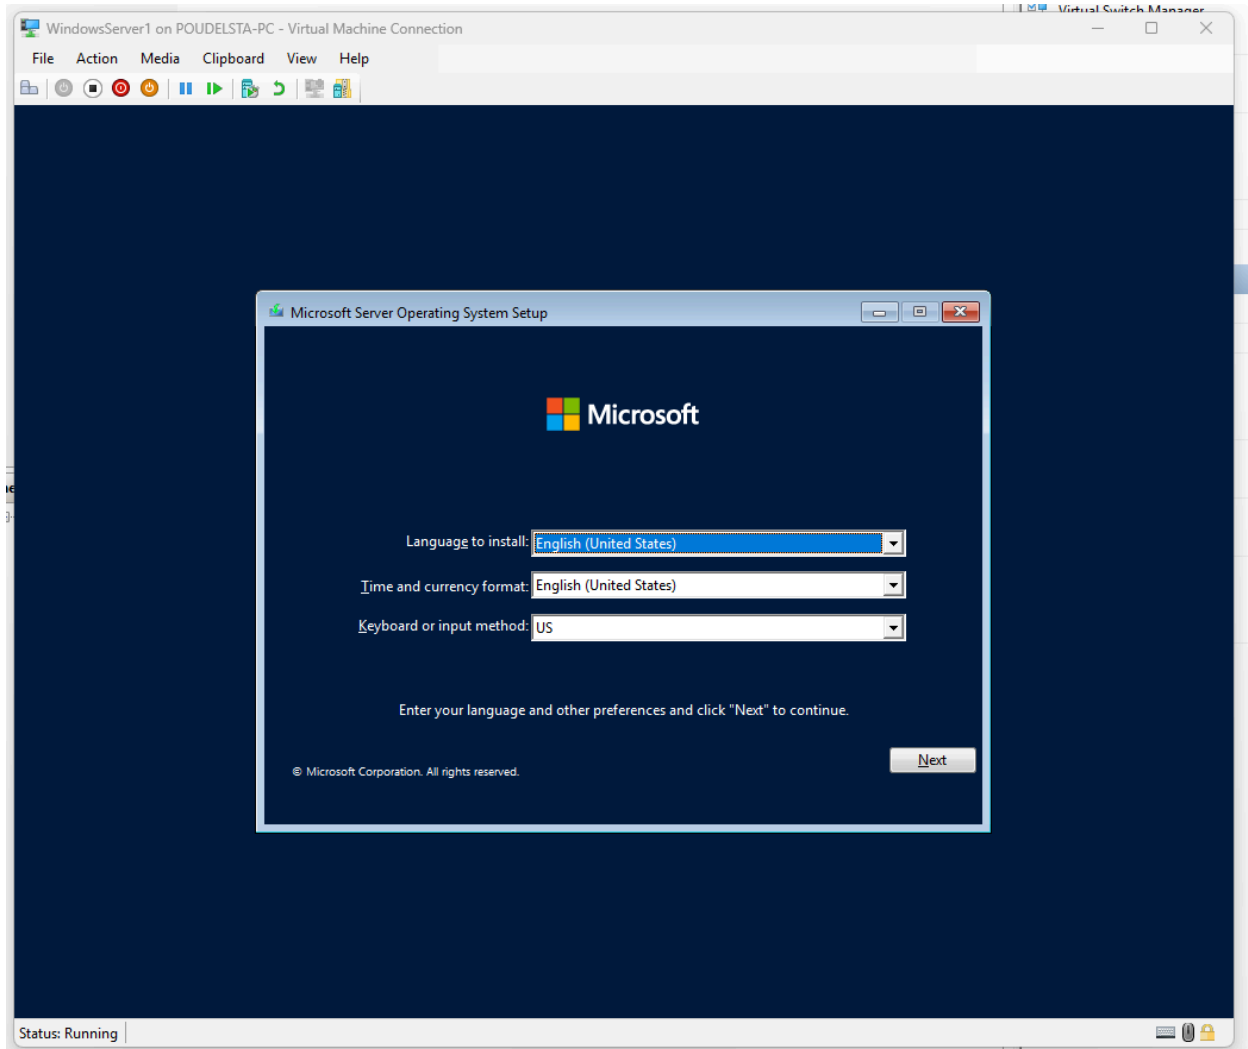 Virtual Switch Manager
WindowsServer1 on POUDELSTA-PC - Virtual Machine Connection
File Action Media Clipboard View Help
Microsoft Server Operating System Setup
Microsoft
Language to install: English (United States)
Time and currency format: English (United States)
Keyboard or input method: US
Enter your language and other preferences and click "Next" to continue.
Next
© Microsoft Corporation. All rights reserved.
Status: Running